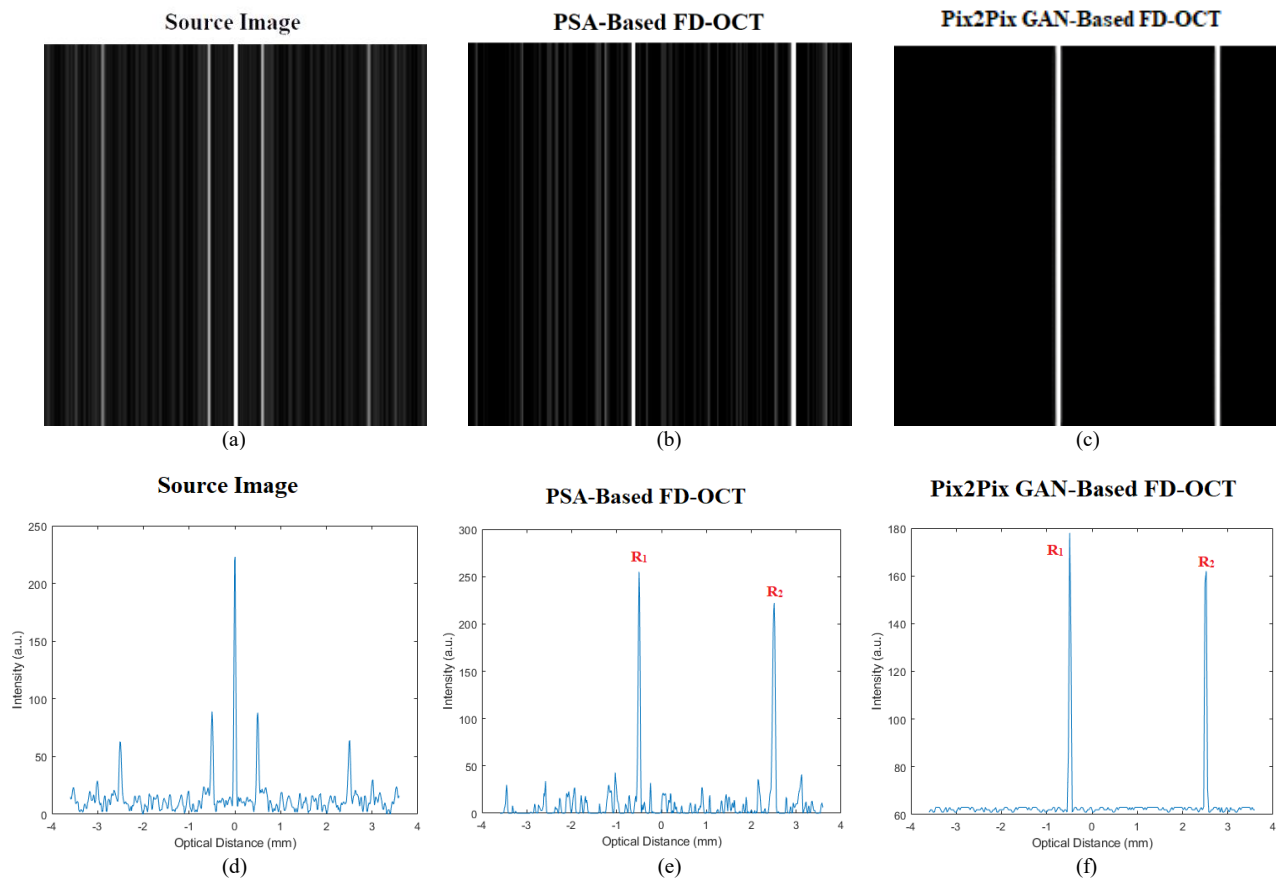 Source Image
PSA-Based FD-OCT
Pix2Pix GAN-Based FD-OCT
(a)
(b)
(c)
Source Image
PSA-Based FD-OCT
Pix2Pix GAN-Based FD-OCT
250
200
150
100
50
0
-4 -3 -2 -1 0 1 2 3 4
Intensity (a.u.)
Optical Distance (mm)
(d)
300
250
200
150
100
50
0
-4 -3 -2 -1 0 1 2 3 4
Intensity (a.u.)
Optical Distance (mm)
R₁
R₂
(e)
180
160
140
120
100
80
60
-4 -3 -2 -1 0 1 2 3 4
Intensity (a.u.)
Optical Distance (mm)
R₁
R₂
(f)